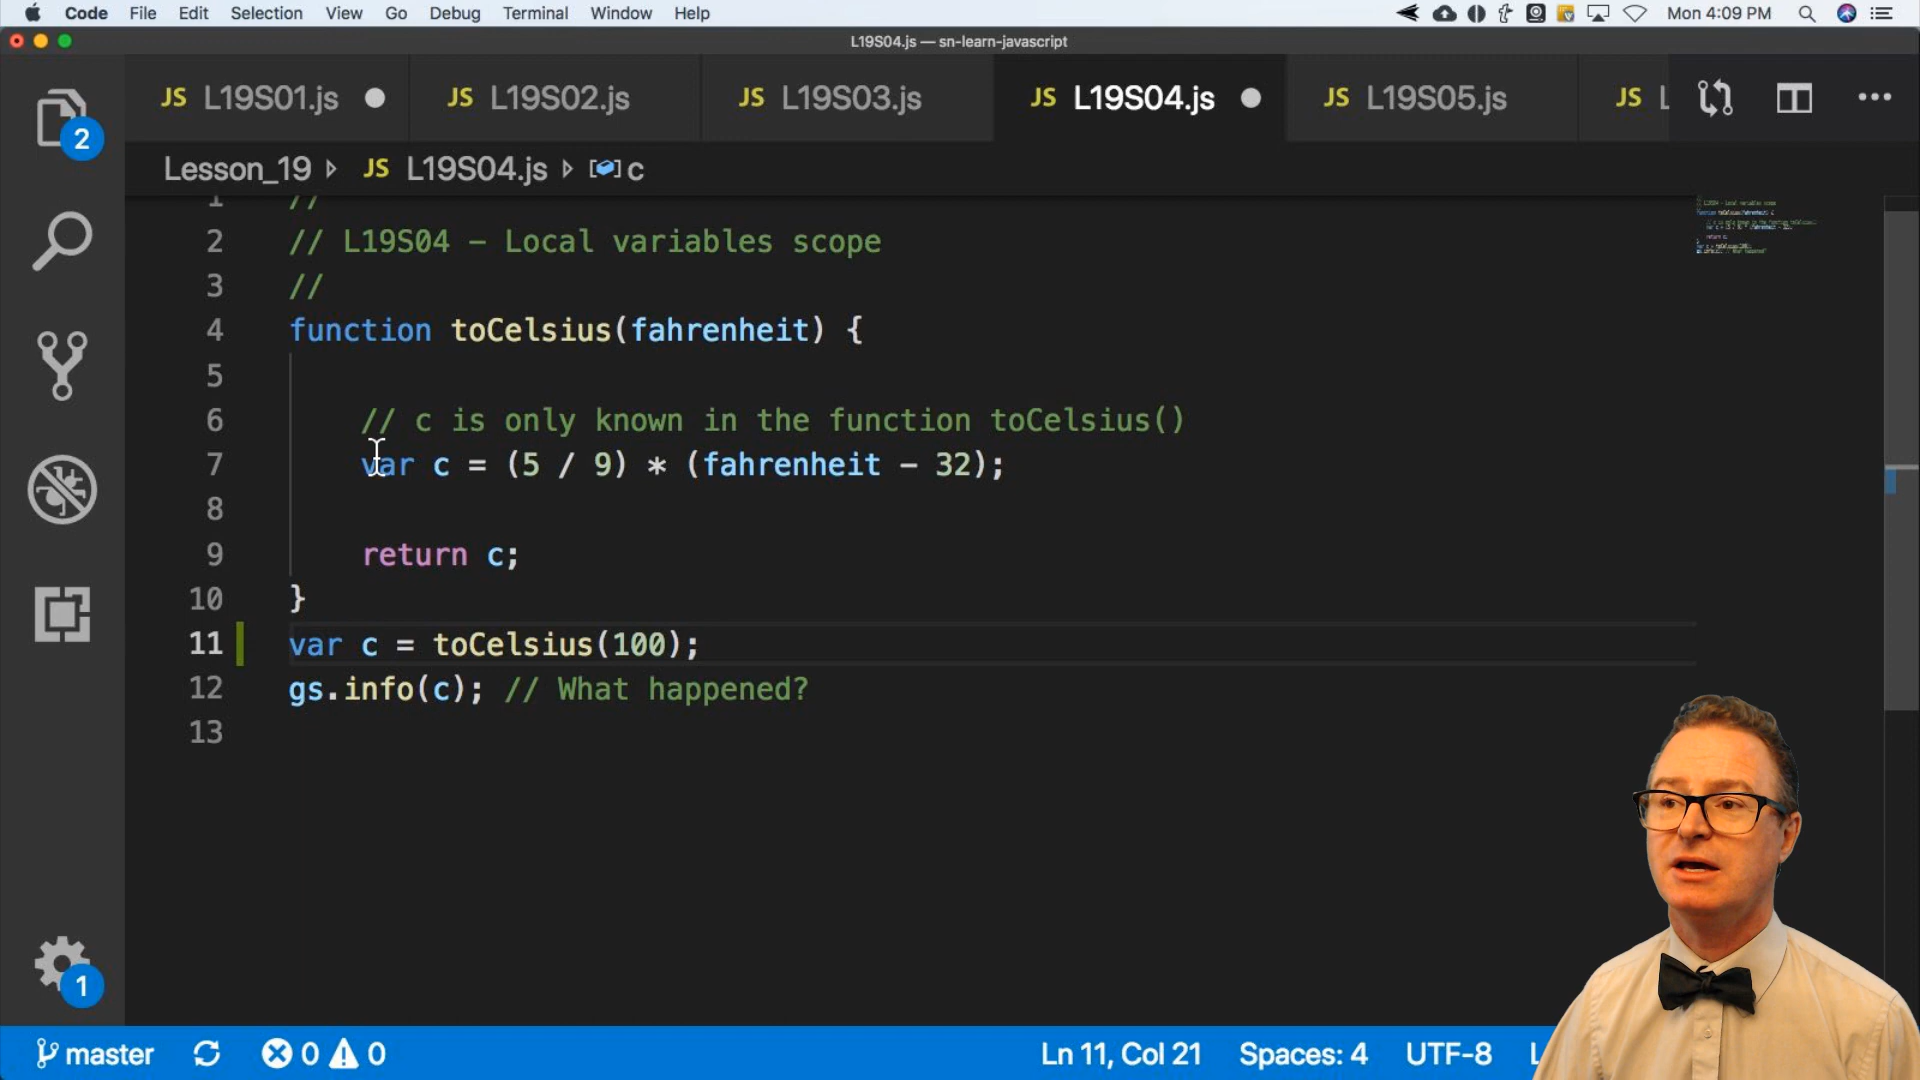 Code File Edit Selection View Go Debug Terminal Window Help Mon 4:09 PM
L19S04.js — sn-learn-javascript
JS L19S01.js JS L19S02.js JS L19S03.js JS L19S04.js JS L19S05.js JS L
2
Lesson_19 JS L19S04.js c
1 //
2 // L19S04 - Local variables scope
3 //
4 function toCelsius(fahrenheit) {
5
6 // c is only known in the function toCelsius()
7 var c = (5 / 9) * (fahrenheit - 32);
8
9 return c;
10 }
11 var c = toCelsius(100);
12 gs.info(c); // What happened?
13
1
master 0 0 Ln 11, Col 21 Spaces: 4 UTF-8